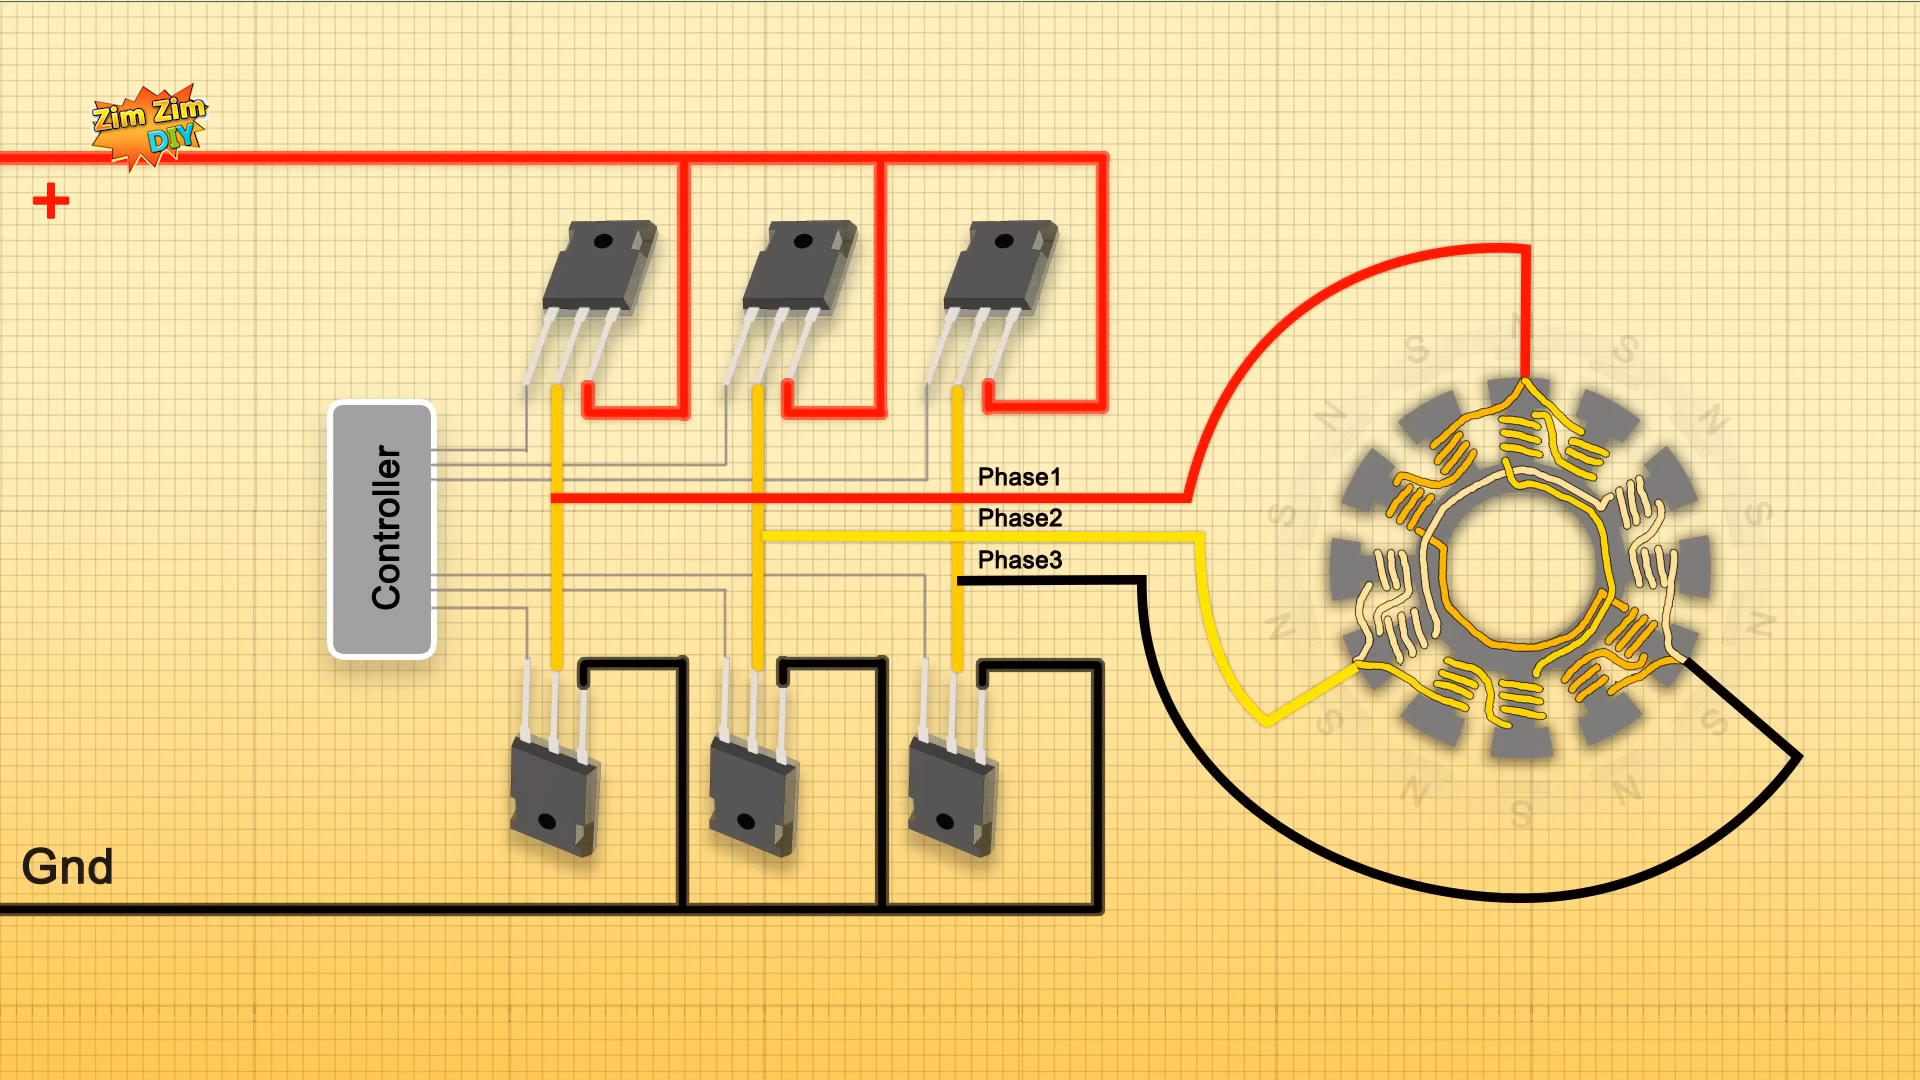 Zim Zim
DIY
+
Controller
Phase1
Phase2
Phase3
Gnd
N
S
N
S
N
S
N
S
N
S
N
S
N
S